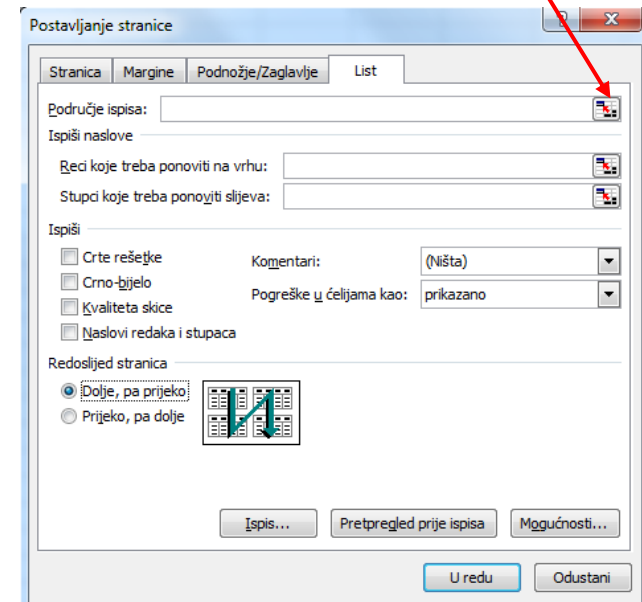 Postavljanje stranice
Stranica Margine Podnožje/Zaglavlje List
Područje ispisa:
Ispiši naslove
Reci koje treba ponoviti na vrhu:
Stupci koje treba ponoviti slijeva:
Ispiši
Crte rešetke Komentari: (Ništa)
Crno-bijelo
Pogreške u ćelijama kao: prikazano
Kvaliteta skice
Naslovi redaka i stupaca
Redoslijed stranica
Dolje, pa prijeko
Prijeko, pa dolje
Ispis... Pretpregled prije ispisa Mogućnosti...
U redu Odustani